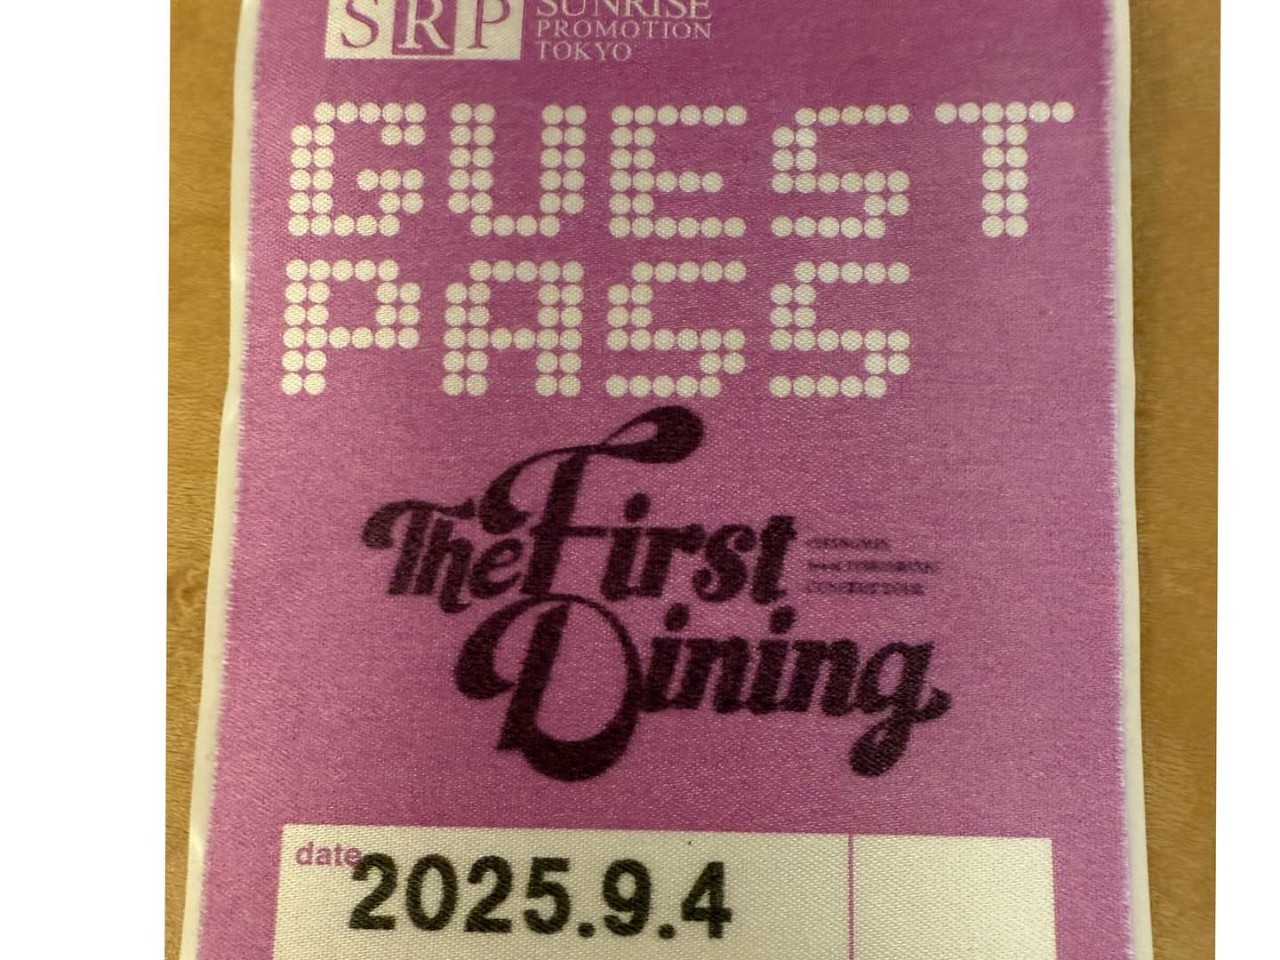 SRP
SUNRISE
PROMOTION
TOKYO
GUEST
PASS
The First
Dining
date
2025.9.4